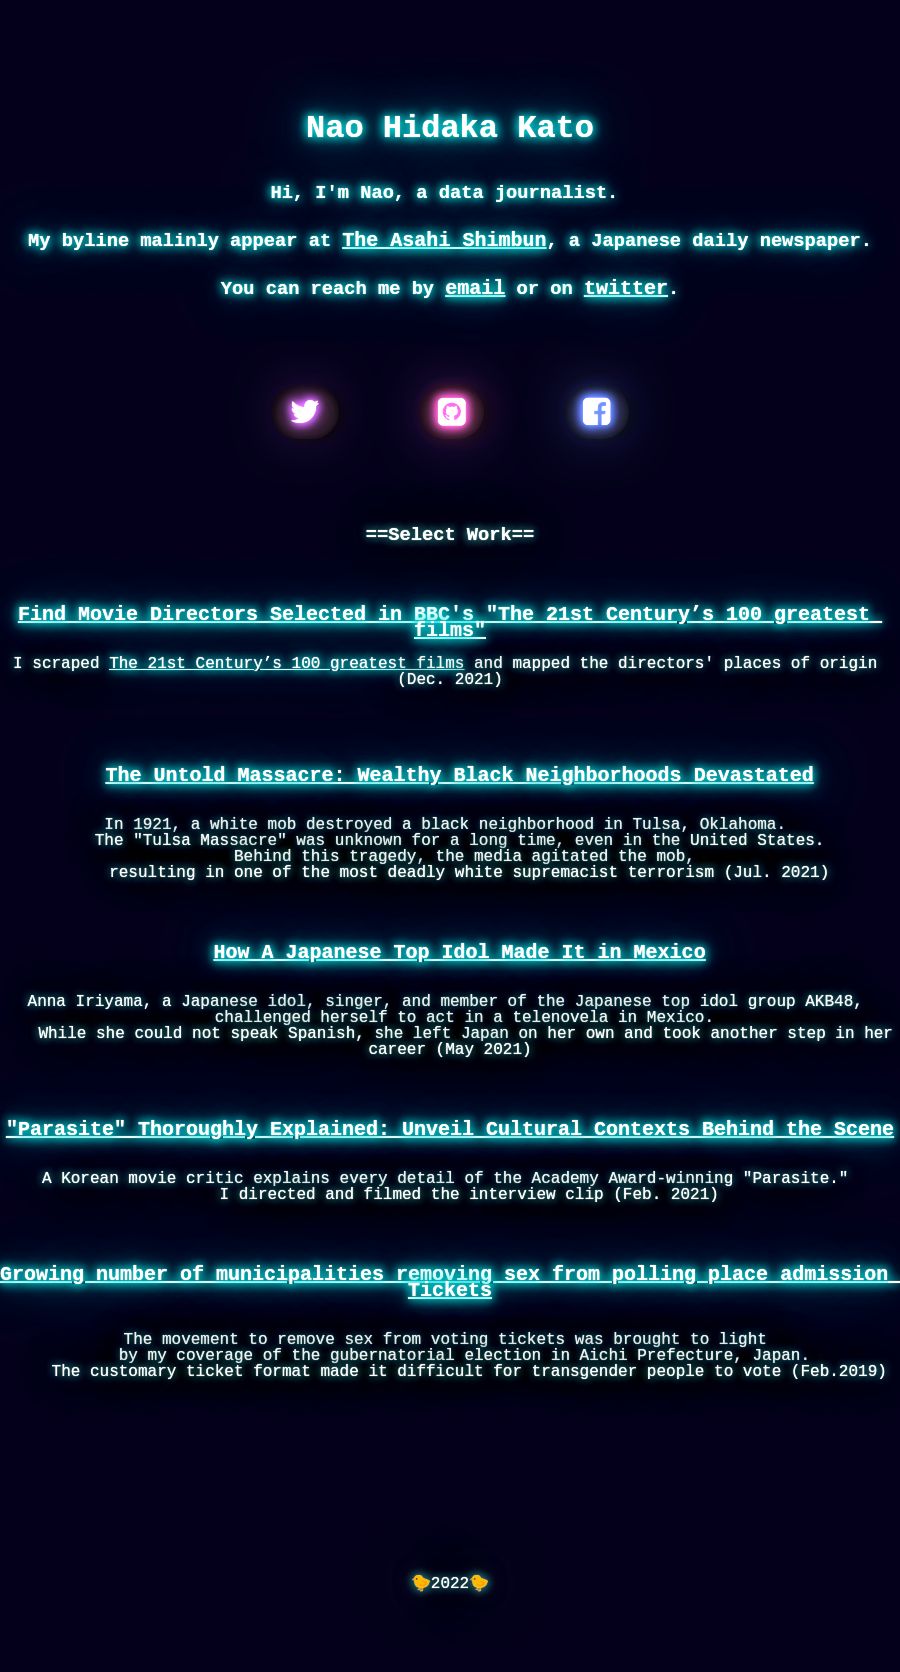 Nao Hidaka Kato
Hi, I'm Nao, a data journalist.
My byline malinly appear at The Asahi Shimbun, a Japanese daily newspaper.
You can reach me by email or on twitter.
==Select Work==
Find Movie Directors Selected in BBC's "The 21st Century’s 100 greatest
films"
I scraped The 21st Century’s 100 greatest films and mapped the directors' places of origin
(Dec. 2021)
The Untold Massacre: Wealthy Black Neighborhoods Devastated
In 1921, a white mob destroyed a black neighborhood in Tulsa, Oklahoma.
The "Tulsa Massacre" was unknown for a long time, even in the United States.
Behind this tragedy, the media agitated the mob,
resulting in one of the most deadly white supremacist terrorism (Jul. 2021)
How A Japanese Top Idol Made It in Mexico
Anna Iriyama, a Japanese idol, singer, and member of the Japanese top idol group AKB48,
challenged herself to act in a telenovela in Mexico.
While she could not speak Spanish, she left Japan on her own and took another step in her
career (May 2021)
"Parasite" Thoroughly Explained: Unveil Cultural Contexts Behind the Scene
A Korean movie critic explains every detail of the Academy Award-winning "Parasite."
I directed and filmed the interview clip (Feb. 2021)
Growing number of municipalities removing sex from polling place admission
Tickets
The movement to remove sex from voting tickets was brought to light
by my coverage of the gubernatorial election in Aichi Prefecture, Japan.
The customary ticket format made it difficult for transgender people to vote (Feb.2019)
🐤2022🐤